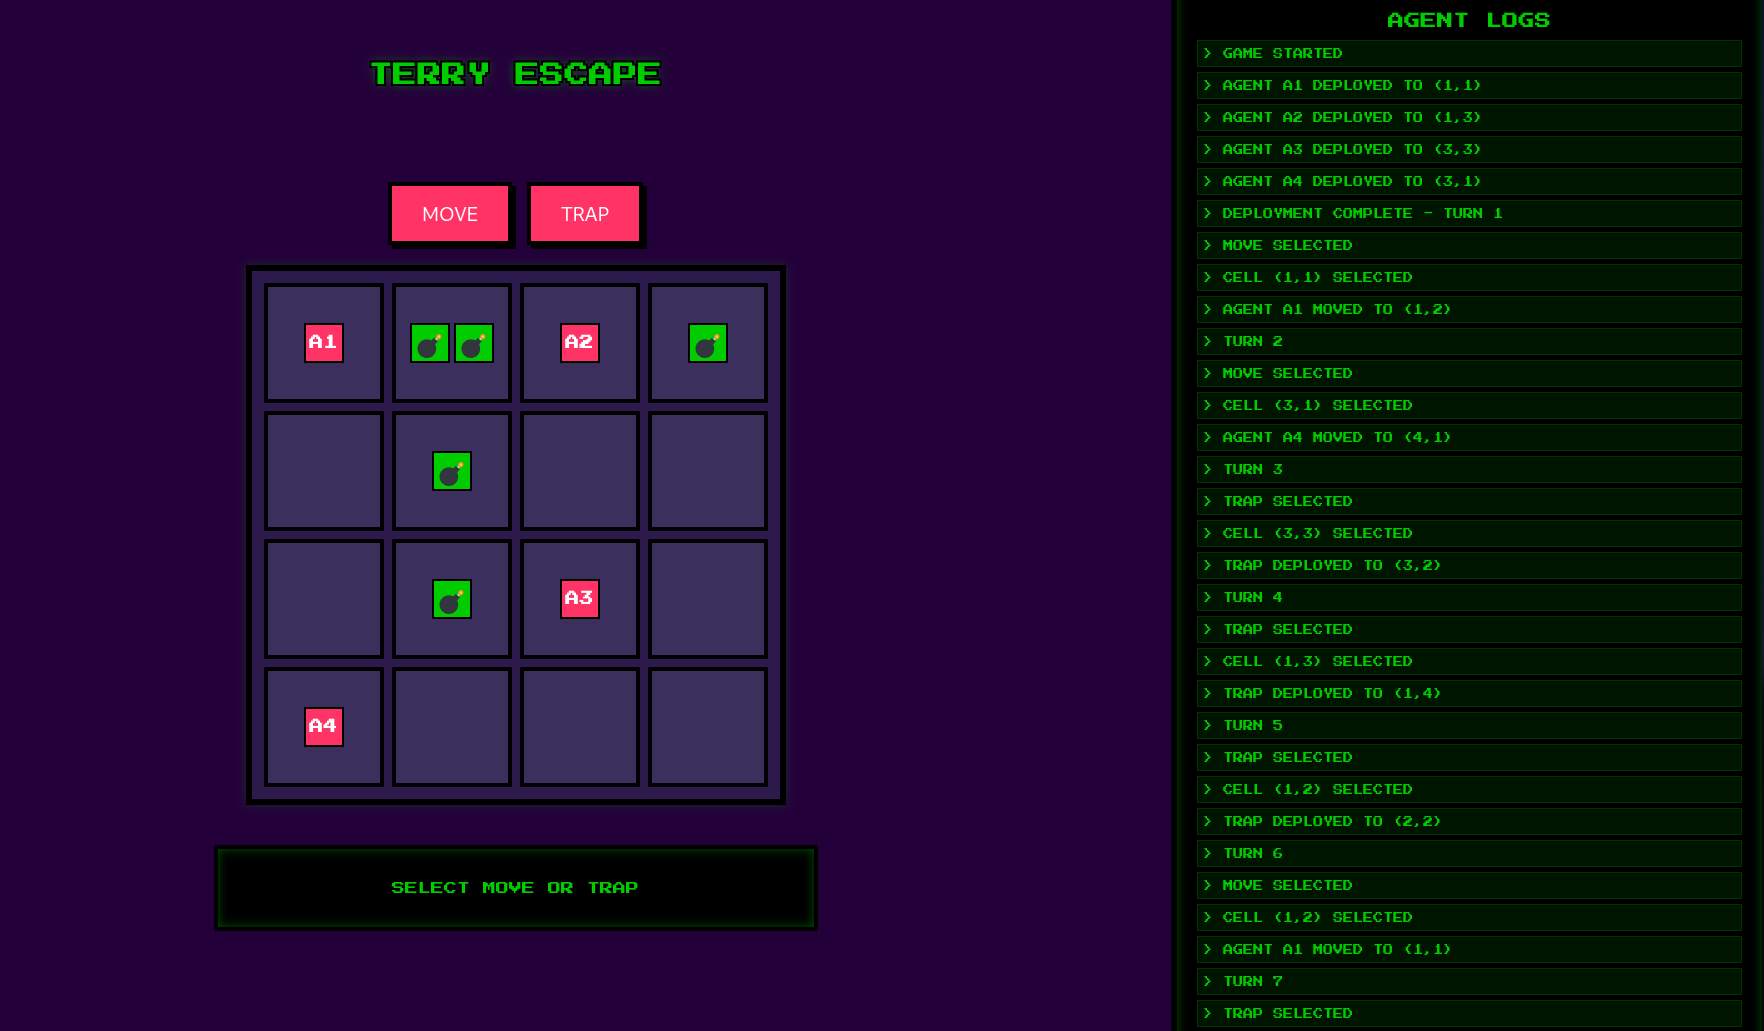 TERRY ESCAPE
MOVE
TRAP
A1
A2
A3
A4
SELECT MOVE OR TRAP
AGENT LOGS
> GAME STARTED
> AGENT A1 DEPLOYED TO (1,1)
> AGENT A2 DEPLOYED TO (1,3)
> AGENT A3 DEPLOYED TO (3,3)
> AGENT A4 DEPLOYED TO (3,1)
> DEPLOYMENT COMPLETE - TURN 1
> MOVE SELECTED
> CELL (1,1) SELECTED
> AGENT A1 MOVED TO (1,2)
> TURN 2
> MOVE SELECTED
> CELL (3,1) SELECTED
> AGENT A4 MOVED TO (4,1)
> TURN 3
> TRAP SELECTED
> CELL (3,3) SELECTED
> TRAP DEPLOYED TO (3,2)
> TURN 4
> TRAP SELECTED
> CELL (1,3) SELECTED
> TRAP DEPLOYED TO (1,4)
> TURN 5
> TRAP SELECTED
> CELL (1,2) SELECTED
> TRAP DEPLOYED TO (2,2)
> TURN 6
> MOVE SELECTED
> CELL (1,2) SELECTED
> AGENT A1 MOVED TO (1,1)
> TURN 7
> TRAP SELECTED